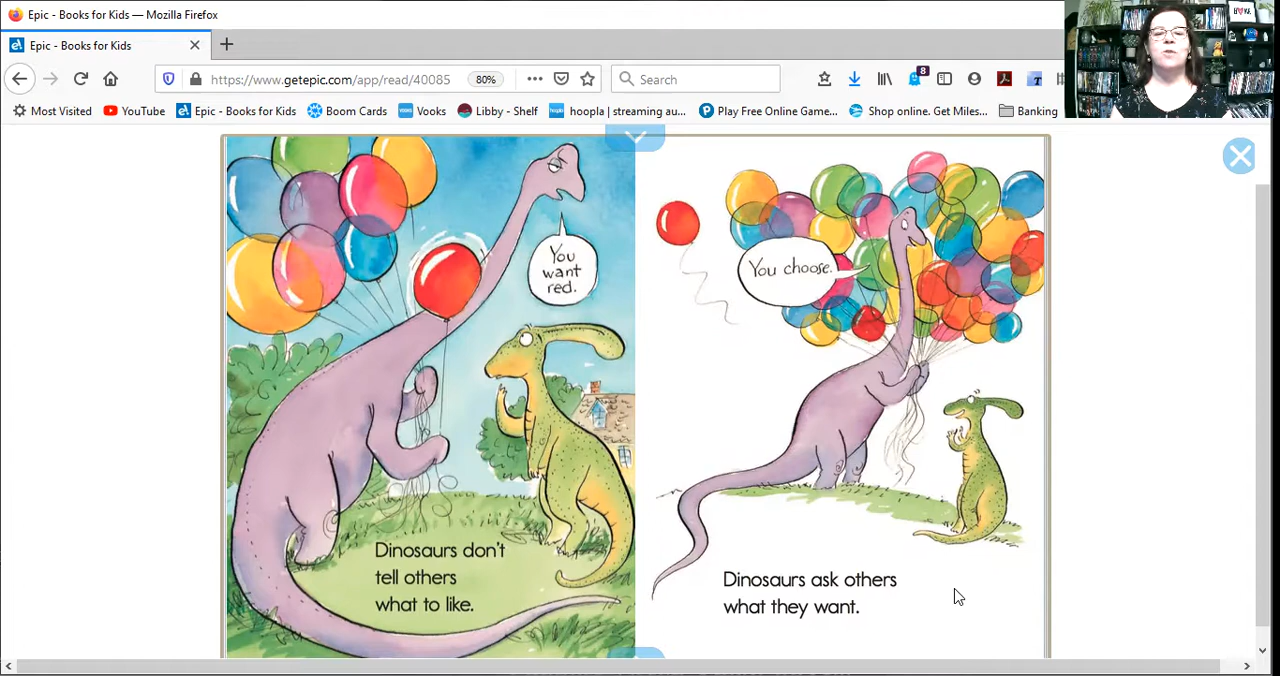 Epic - Books for Kids — Mozilla Firefox
Epic - Books for Kids
https://www.getepic.com/app/read/40085
80%
Search
8
Most Visited
YouTube
Epic - Books for Kids
Boom Cards
Vooks
Libby - Shelf
hoopla | streaming au...
Play Free Online Game...
Shop online. Get Miles...
Banking
You
want
red.
Dinosaurs don't
tell others
what to like.
You choose.
Dinosaurs ask others
what they want.